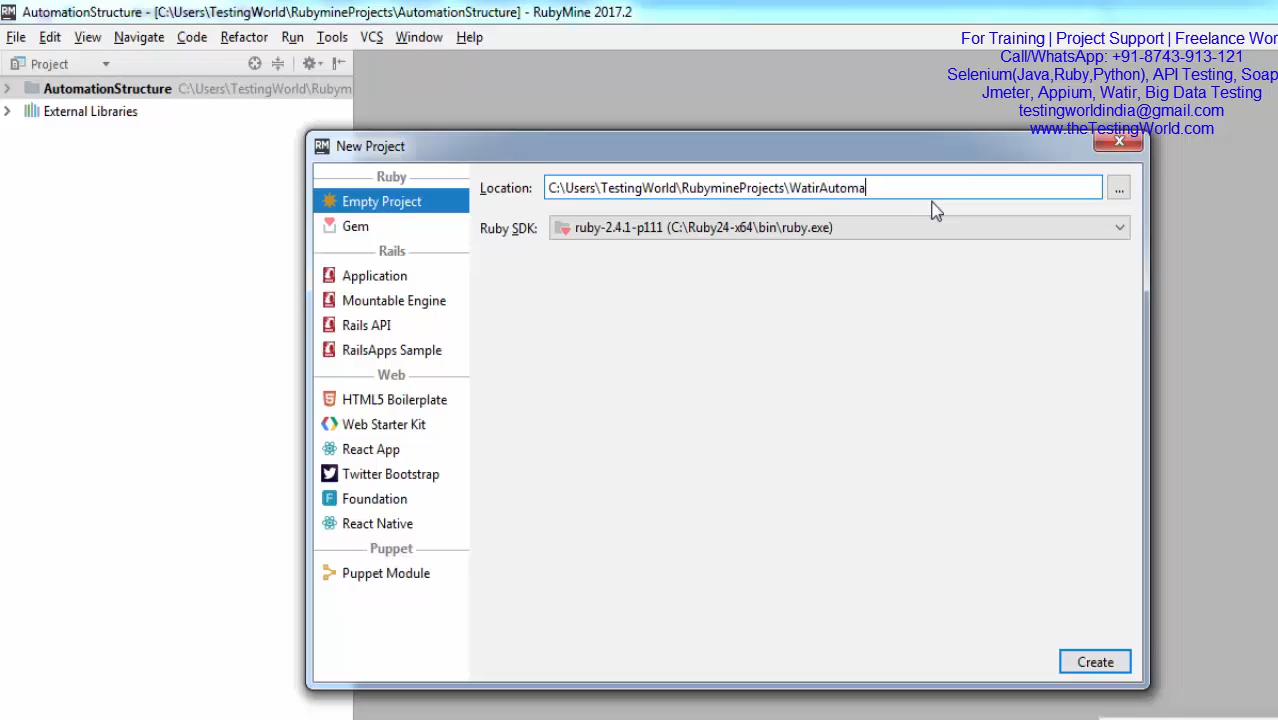 AutomationStructure - [C:\Users\TestingWorld\RubymineProjects\AutomationStructure] - RubyMine 2017.2
File Edit View Navigate Code Refactor Run Tools VCS Window Help
For Training | Project Support | Freelance Wor
Call/WhatsApp: +91-8743-913-121
Selenium(Java,Ruby,Python), API Testing, Soap
Jmeter, Appium, Watir, Big Data Testing
testingworldindia@gmail.com
www.theTestingWorld.com
Project
AutomationStructure C:\Users\TestingWorld\Rubym
External Libraries
New Project
Ruby
Empty Project
Gem
Rails
Application
Mountable Engine
Rails API
RailsApps Sample
Web
HTML5 Boilerplate
Web Starter Kit
React App
Twitter Bootstrap
Foundation
React Native
Puppet
Puppet Module
Location: C:\Users\TestingWorld\RubymineProjects\WatirAutoma ...
Ruby SDK: ruby-2.4.1-p111 (C:\Ruby24-x64\bin\ruby.exe)
Create